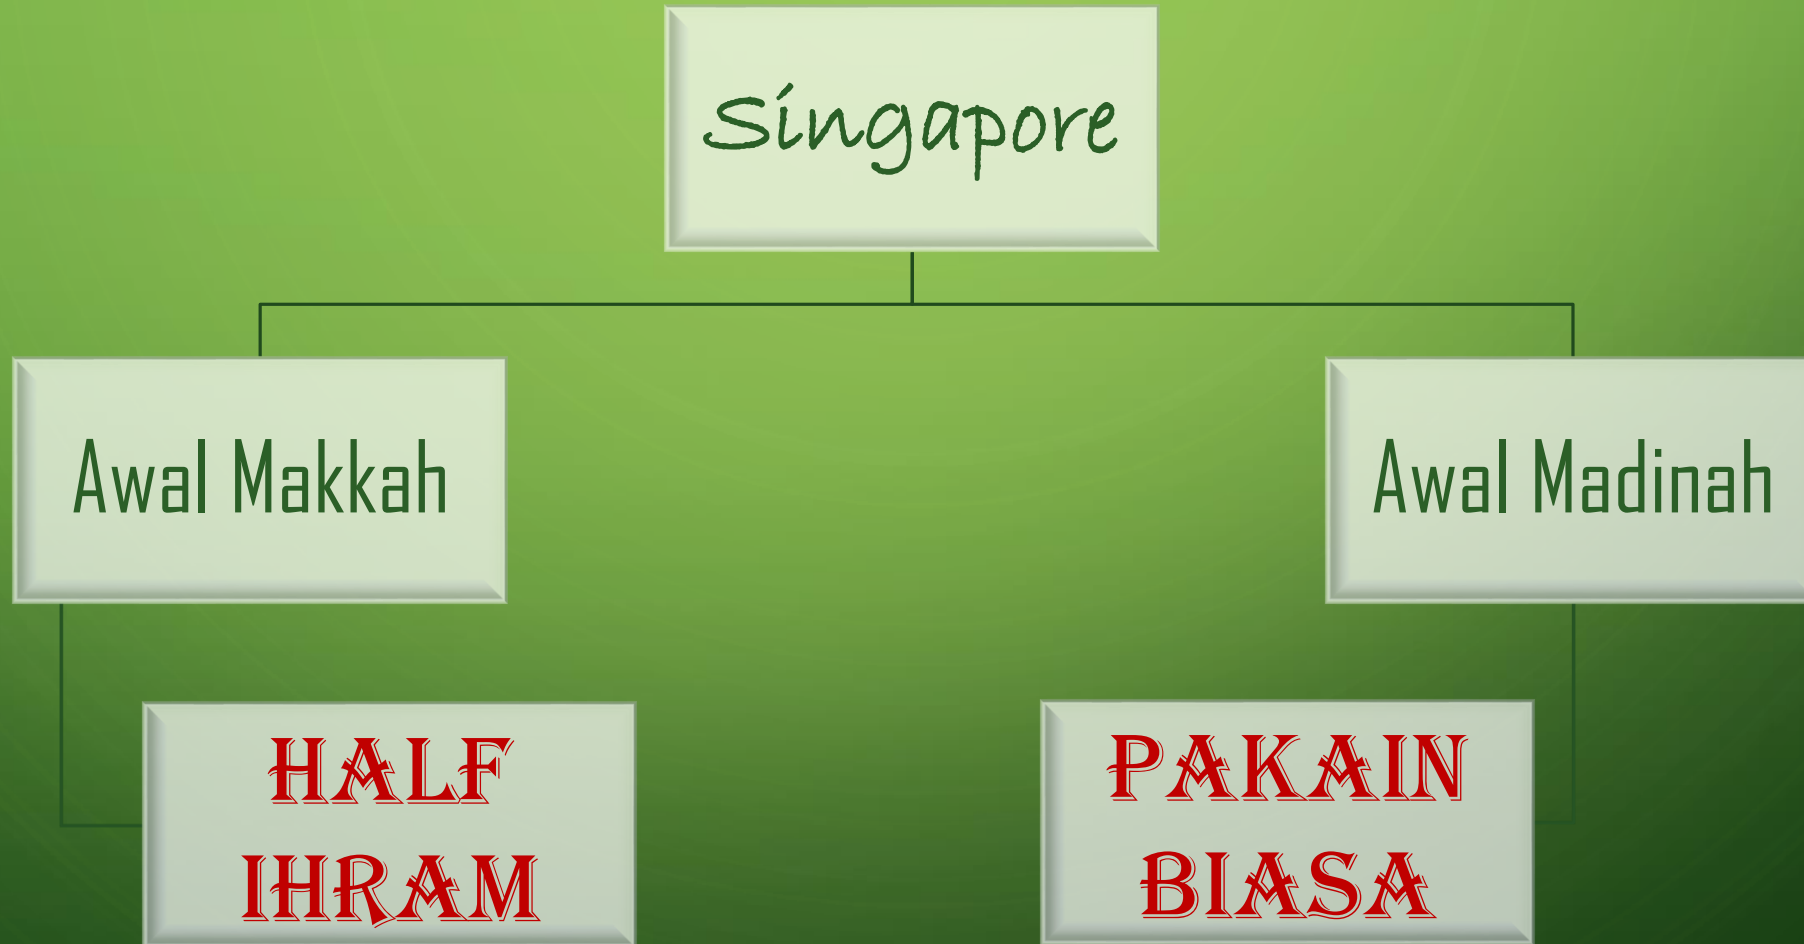 Singapore
Awal Makkah
Awal Madinah
HALF
IHRAM
PAKAIN
BIASA